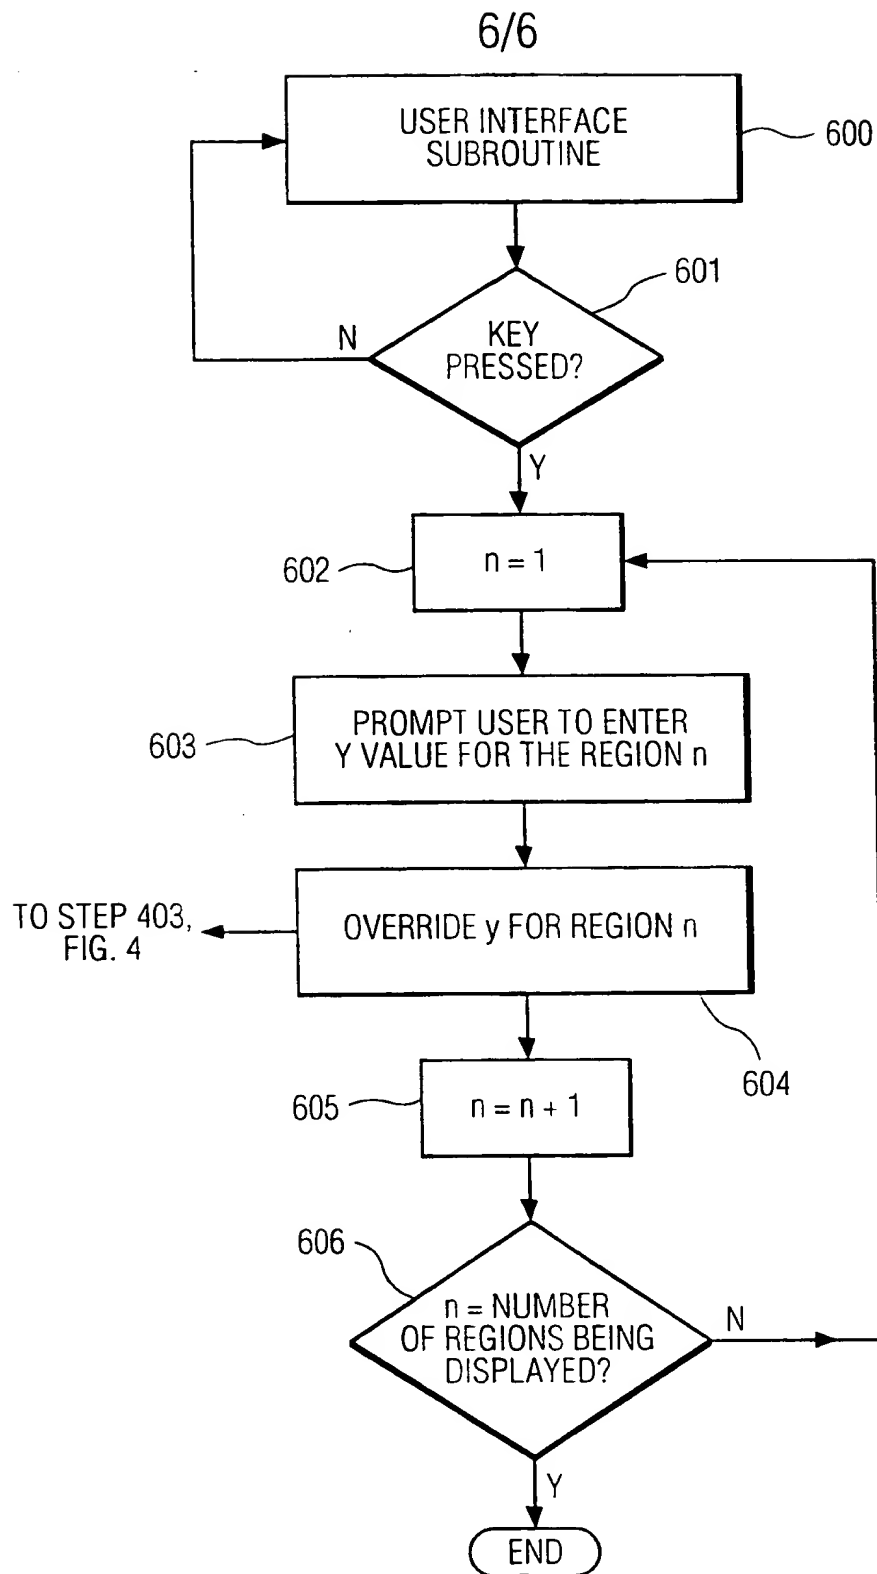 6/6
USER INTERFACE
SUBROUTINE
600
601
KEY
PRESSED?
N
Y
602
n = 1
603
PROMPT USER TO ENTER
Y VALUE FOR THE REGION n
TO STEP 403,
FIG. 4
OVERRIDE y FOR REGION n
604
605
n = n + 1
606
n = NUMBER
OF REGIONS BEING
DISPLAYED?
N
Y
END